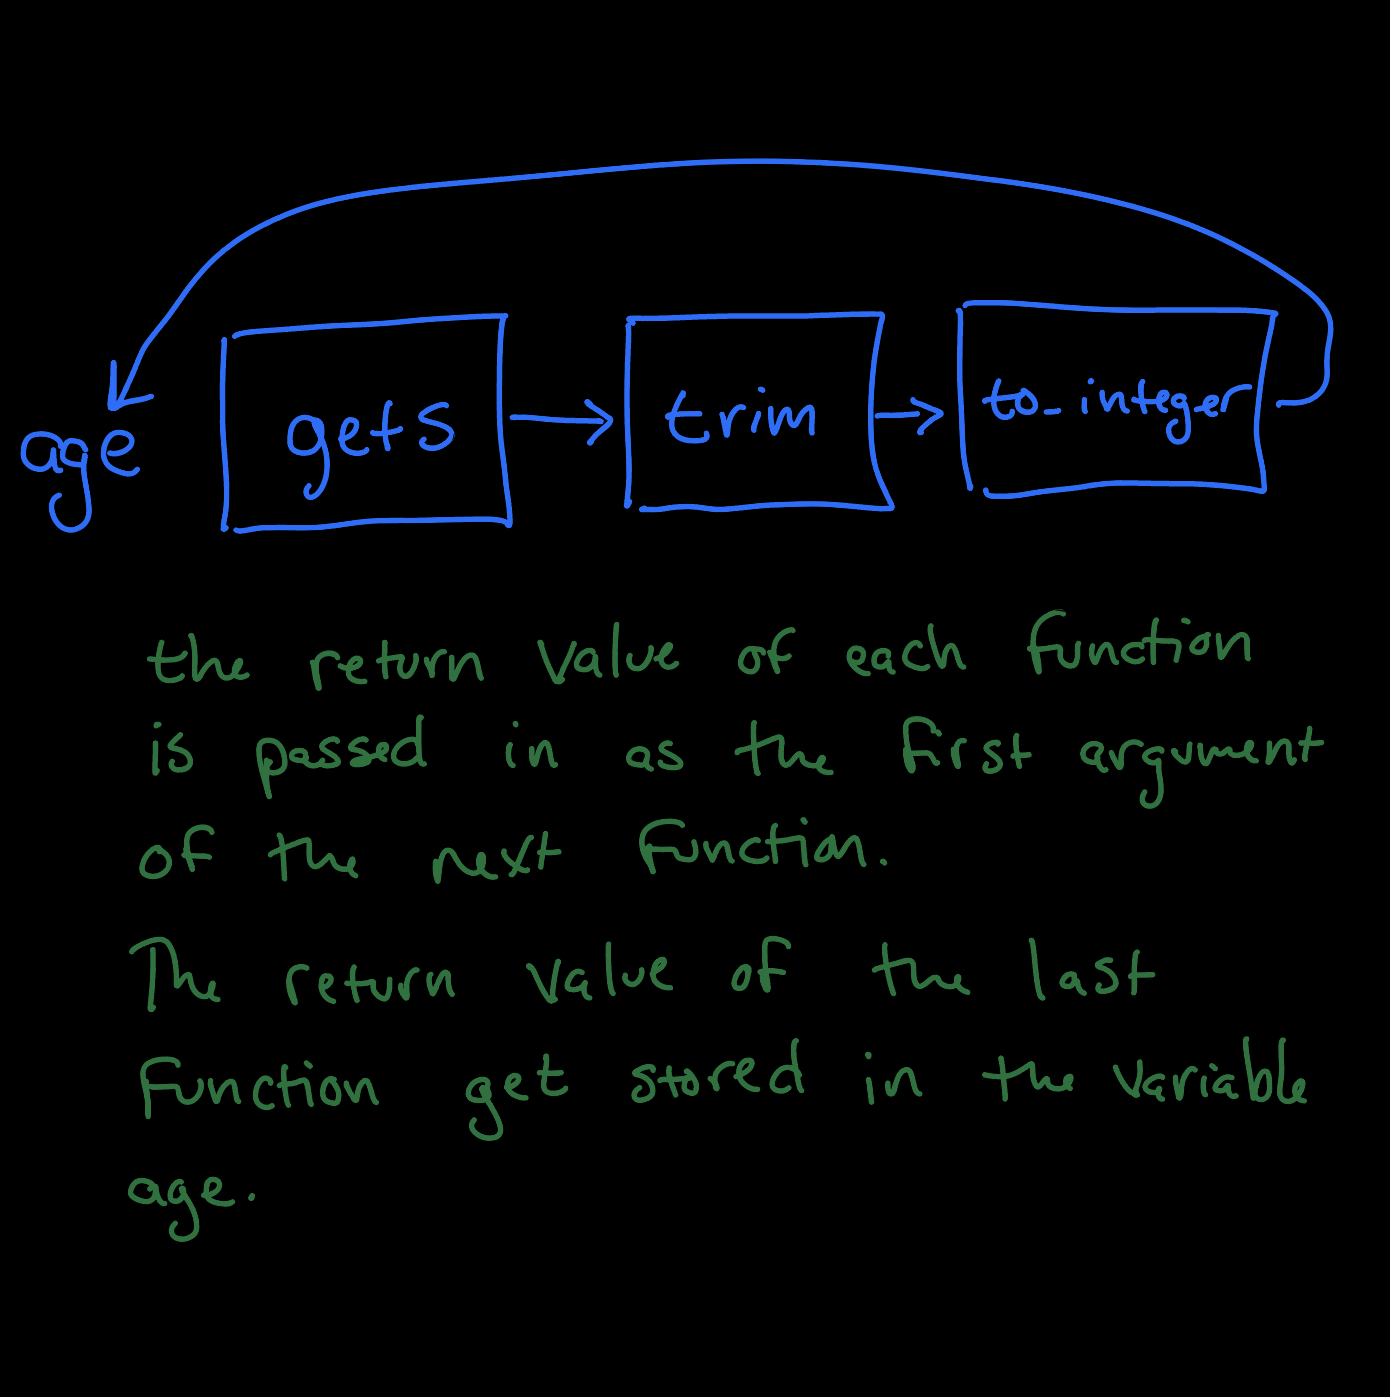 age gets trim to_integer
the return value of each function
is passed in as the first argument
of the next function.
The return value of the last
function get stored in the variable
age.